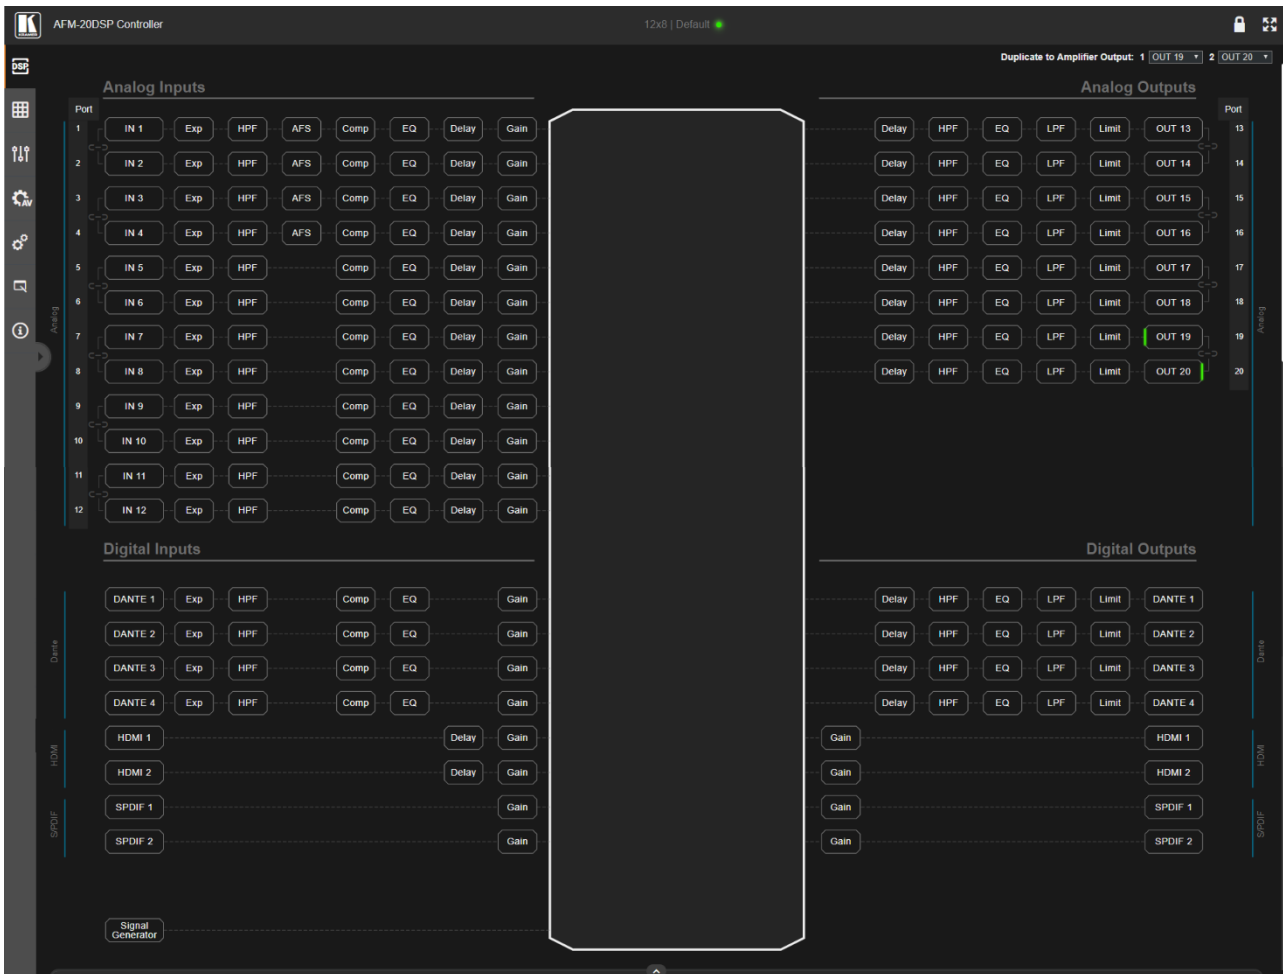 KRAMER
AFM-20DSP Controller
12x8 | Default
Duplicate to Amplifier Output: 1 OUT 19 2 OUT 20
DSP
AV
Analog Inputs
Analog Outputs
Port
Port
1 IN 1 Exp HPF AFS Comp EQ Delay Gain Delay HPF EQ LPF Limit OUT 13 13
2 IN 2 Exp HPF AFS Comp EQ Delay Gain Delay HPF EQ LPF Limit OUT 14 14
3 IN 3 Exp HPF AFS Comp EQ Delay Gain Delay HPF EQ LPF Limit OUT 15 15
4 IN 4 Exp HPF AFS Comp EQ Delay Gain Delay HPF EQ LPF Limit OUT 16 16
5 IN 5 Exp HPF Comp EQ Delay Gain Delay HPF EQ LPF Limit OUT 17 17
6 IN 6 Exp HPF Comp EQ Delay Gain Delay HPF EQ LPF Limit OUT 18 18
Analog
Analog
7 IN 7 Exp HPF Comp EQ Delay Gain Delay HPF EQ LPF Limit OUT 19 19
8 IN 8 Exp HPF Comp EQ Delay Gain Delay HPF EQ LPF Limit OUT 20 20
9 IN 9 Exp HPF Comp EQ Delay Gain
10 IN 10 Exp HPF Comp EQ Delay Gain
11 IN 11 Exp HPF Comp EQ Delay Gain
12 IN 12 Exp HPF Comp EQ Delay Gain
Digital Inputs
Digital Outputs
DANTE 1 Exp HPF Comp EQ Gain Delay HPF EQ LPF Limit DANTE 1
DANTE 2 Exp HPF Comp EQ Gain Delay HPF EQ LPF Limit DANTE 2
Dante
Dante
DANTE 3 Exp HPF Comp EQ Gain Delay HPF EQ LPF Limit DANTE 3
DANTE 4 Exp HPF Comp EQ Gain Delay HPF EQ LPF Limit DANTE 4
HDMI 1 Delay Gain Gain HDMI 1
HDMI
HDMI
HDMI 2 Delay Gain Gain HDMI 2
SPDIF 1 Gain Gain SPDIF 1
S/PDIF
S/PDIF
SPDIF 2 Gain Gain SPDIF 2
Signal
Generator